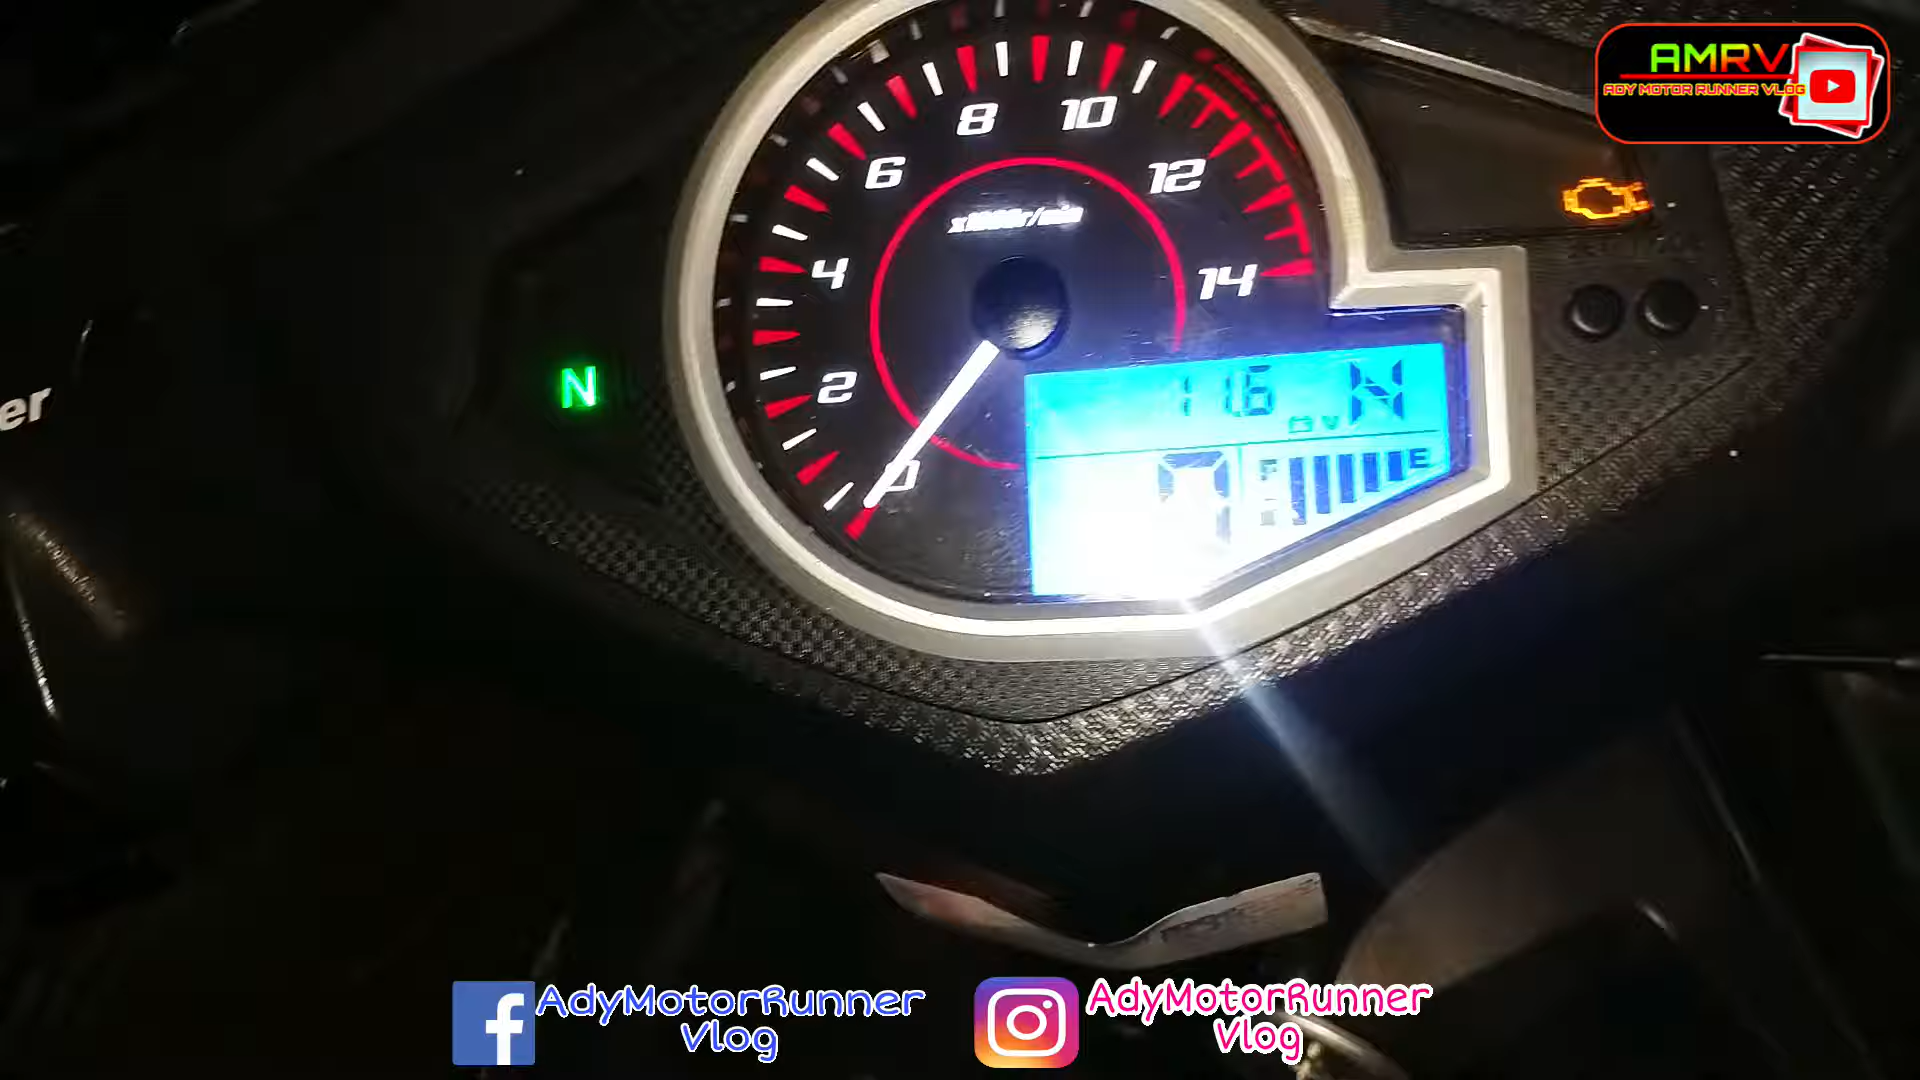 AMRV
ADY MOTOR RUNNER VLOG
8
10
6
12
x1000r/min
4
14
2
0
N
11.6
V
N
0
F
E
er
AdyMotorRunner
Vlog
AdyMotorRunner
Vlog